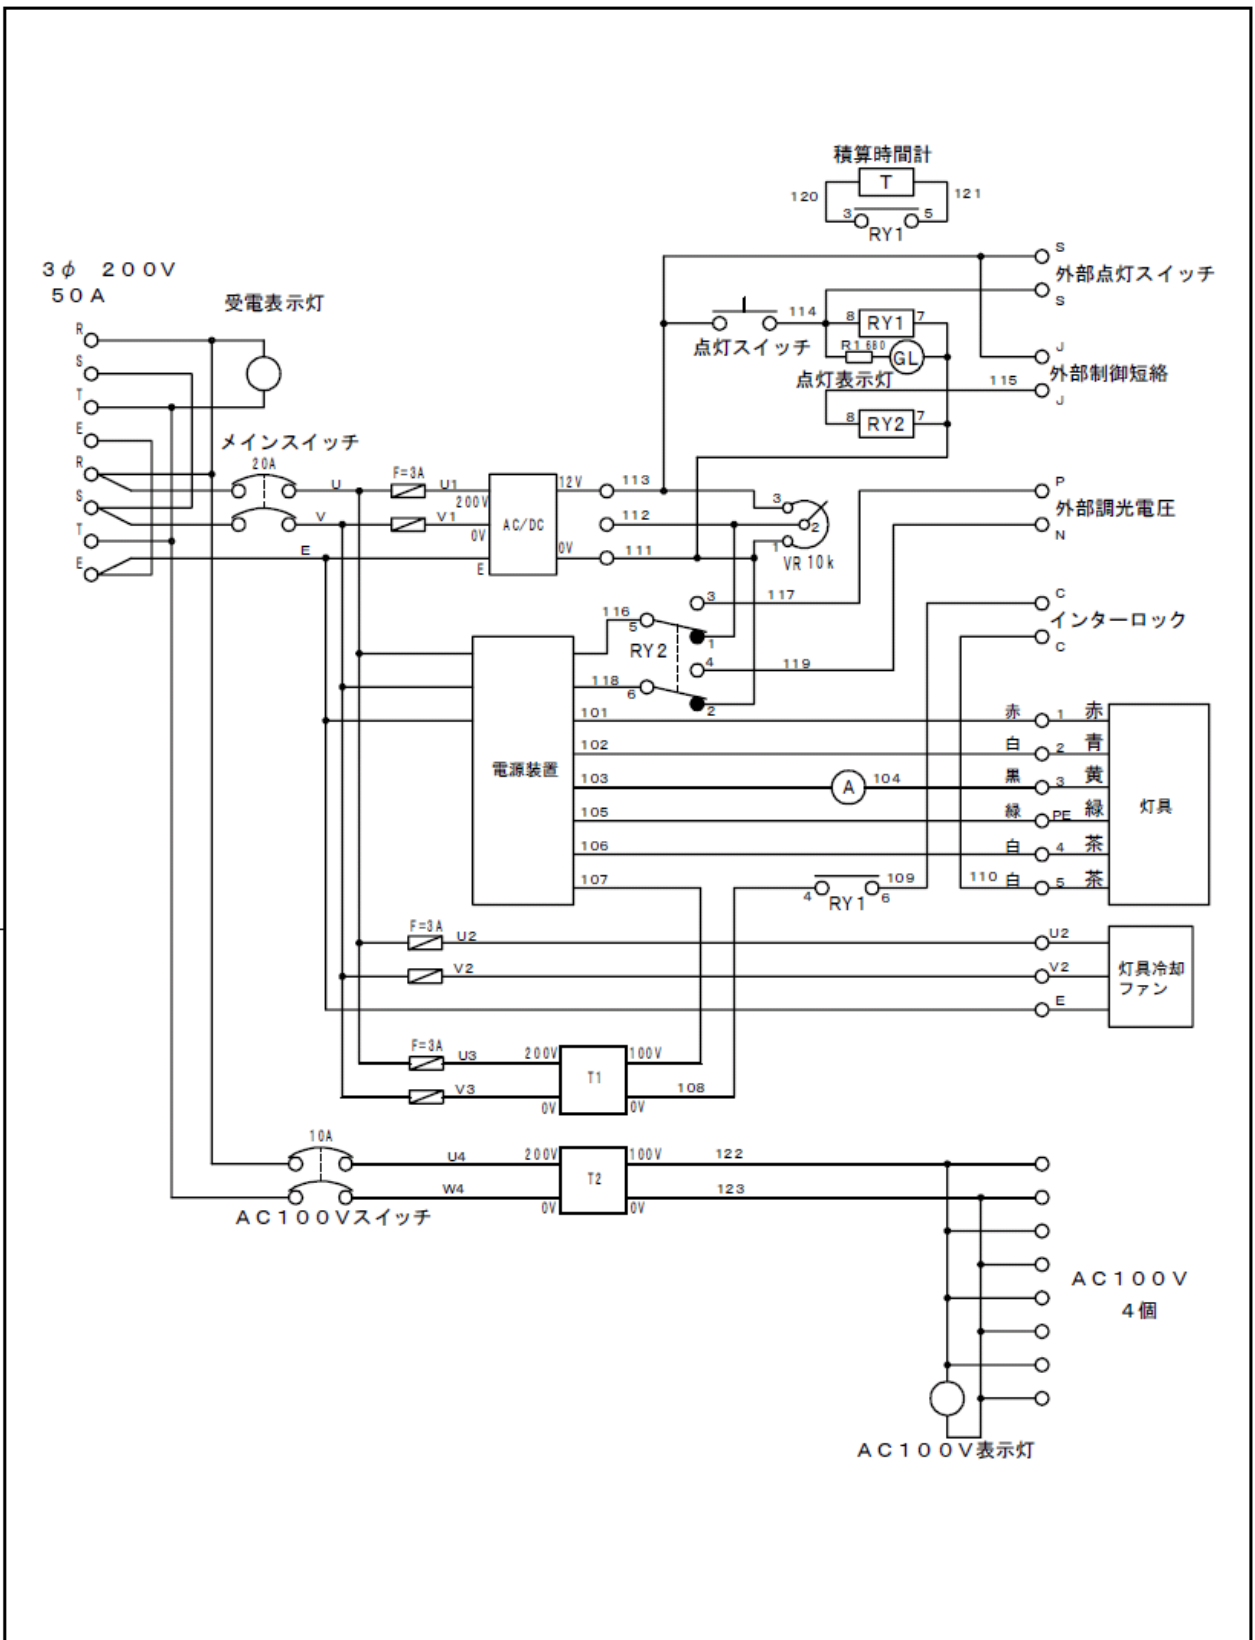 積算時間計
T
120
121
3
5
RY1
3φ 200V
50A
受電表示灯
R
S
T
E
R
S
T
E
S
外部点灯スイッチ
S
114
8
RY1
7
点灯スイッチ
R1 680
GL
点灯表示灯
J
外部制御短絡
115
J
8
RY2
7
メインスイッチ
20A
U
F=3A
U1
200V
V
V1
0V
E
E
AC/DC
12V
0V
113
112
111
3
2
1
VR 10k
P
外部調光電圧
N
3
117
116
5
1
RY2
4
119
118
6
2
C
インターロック
C
電源装置
101
赤
1
赤
102
白
2
青
103
A
104
黒
3
黄
105
緑
PE
緑
106
白
4
茶
107
4
RY1
6
109
110
白
5
茶
灯具
F=3A
U2
U2
V2
V2
E
灯具冷却
ファン
F=3A
U3
200V
T1
100V
V3
0V
0V
108
10A
U4
200V
T2
100V
122
W4
0V
0V
123
AC100Vスイッチ
AC100V
4個
AC100V表示灯